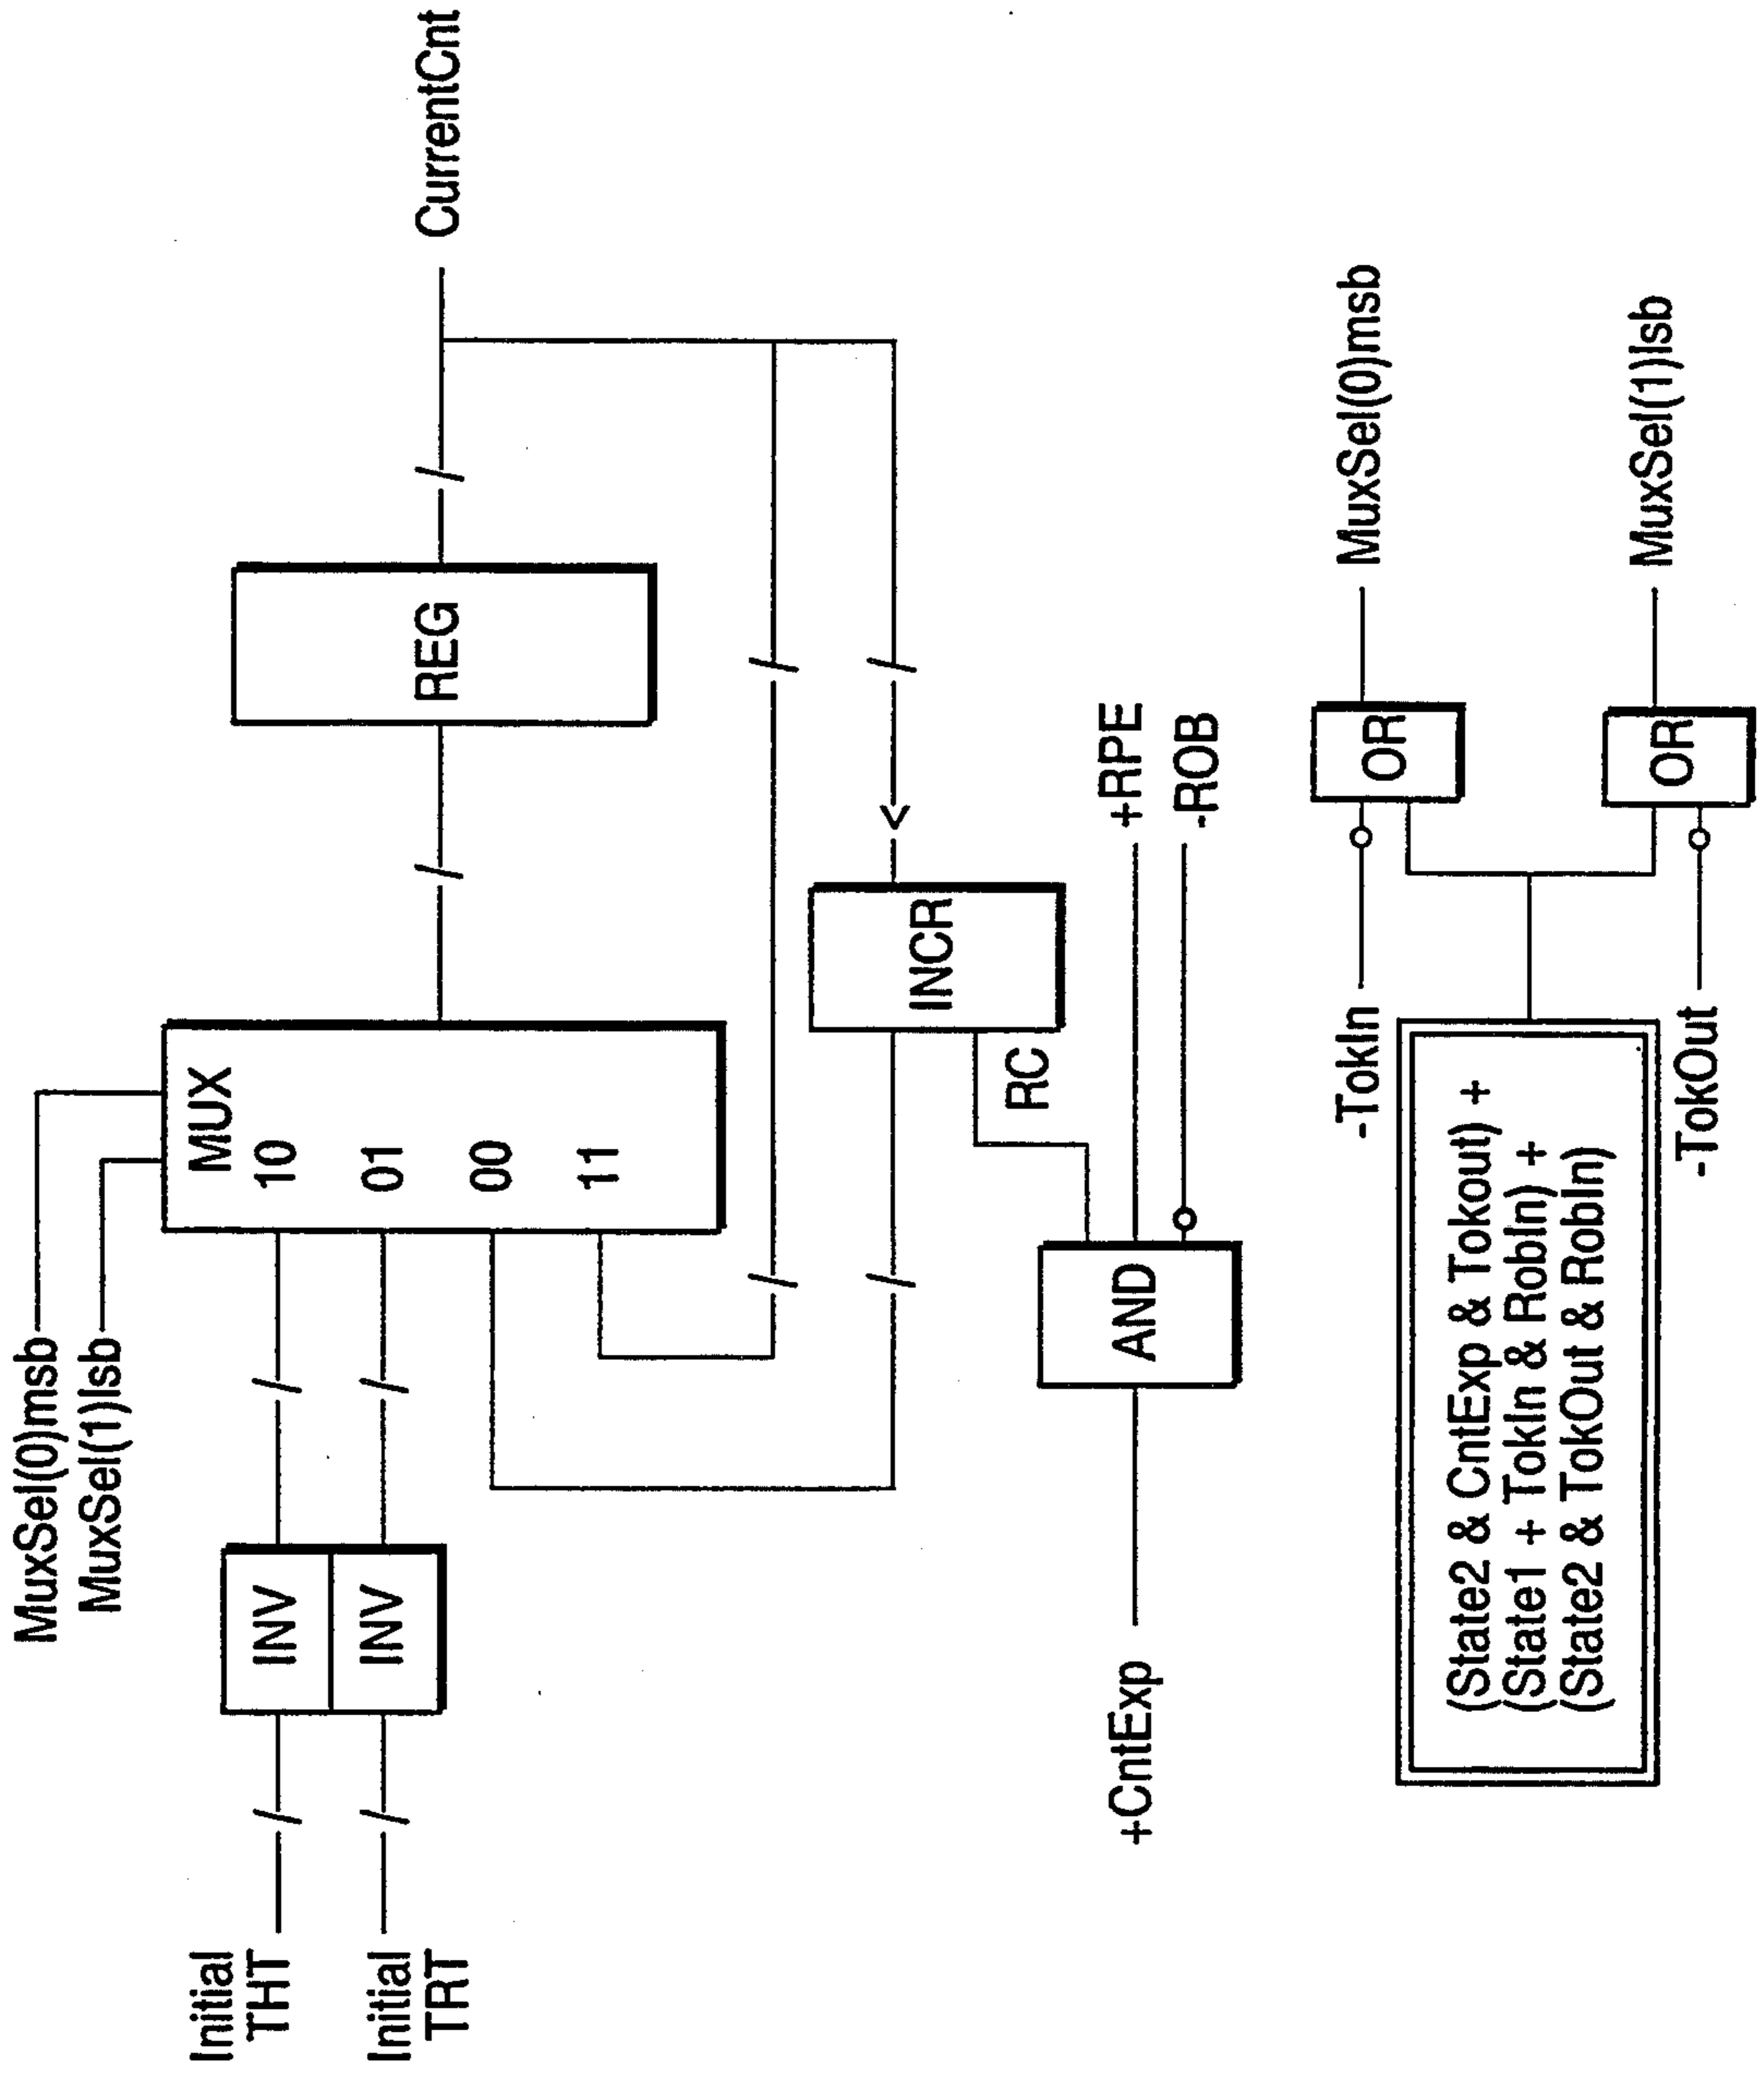 MuxSel(0)msb
MuxSel(1)lsb
Initial
THT
Initial
TRT
INV
INV
MUX
10
01
00
11
REG
CurrentCnt
INCR
RC
+CntExp
AND
+RPE
-ROB
(State2 & CntExp & Tokout) +
(State1 + TokIn & RobIn) +
(State2 & TokOut & RobIn)
-TokIn
-TokOut
OR
OR
MuxSel(0)msb
MuxSel(1)lsb